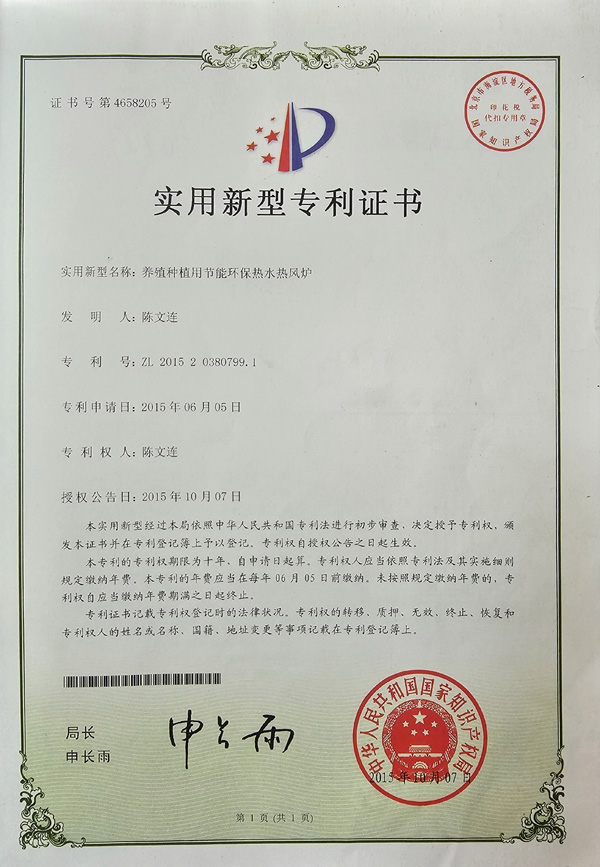 证书号第4658205号
北京市海淀区地方税务局
印花税
代扣专用章
国家知识产权局
实用新型专利证书
实用新型名称：养殖种植用节能环保热水热风炉
发明人：陈文连
专利号：ZL 2015 2 0380799.1
专利申请日：2015年06月05日
专利权人：陈文连
授权公告日：2015年10月07日
本实用新型经过本局依照中华人民共和国专利法进行初步审查，决定授予专利权，颁
发本证书并在专利登记簿上予以登记。专利权自授权公告之日起生效。
本专利的专利权期限为十年，自申请日起算。专利权人应当依照专利法及其实施细则
规定缴纳年费。本专利的年费应当在每年06月05日前缴纳。未按照规定缴纳年费的，专
利权自应当缴纳年费期满之日起终止。
专利证书记载专利权登记时的法律状况。专利权的转移、质押、无效、终止、恢复和
专利权人的姓名或名称、国籍、地址变更等事项记载在专利登记簿上。
局长
申长雨
申长雨
中华人民共和国国家知识产权局
2015年10月07日
第1页(共1页)